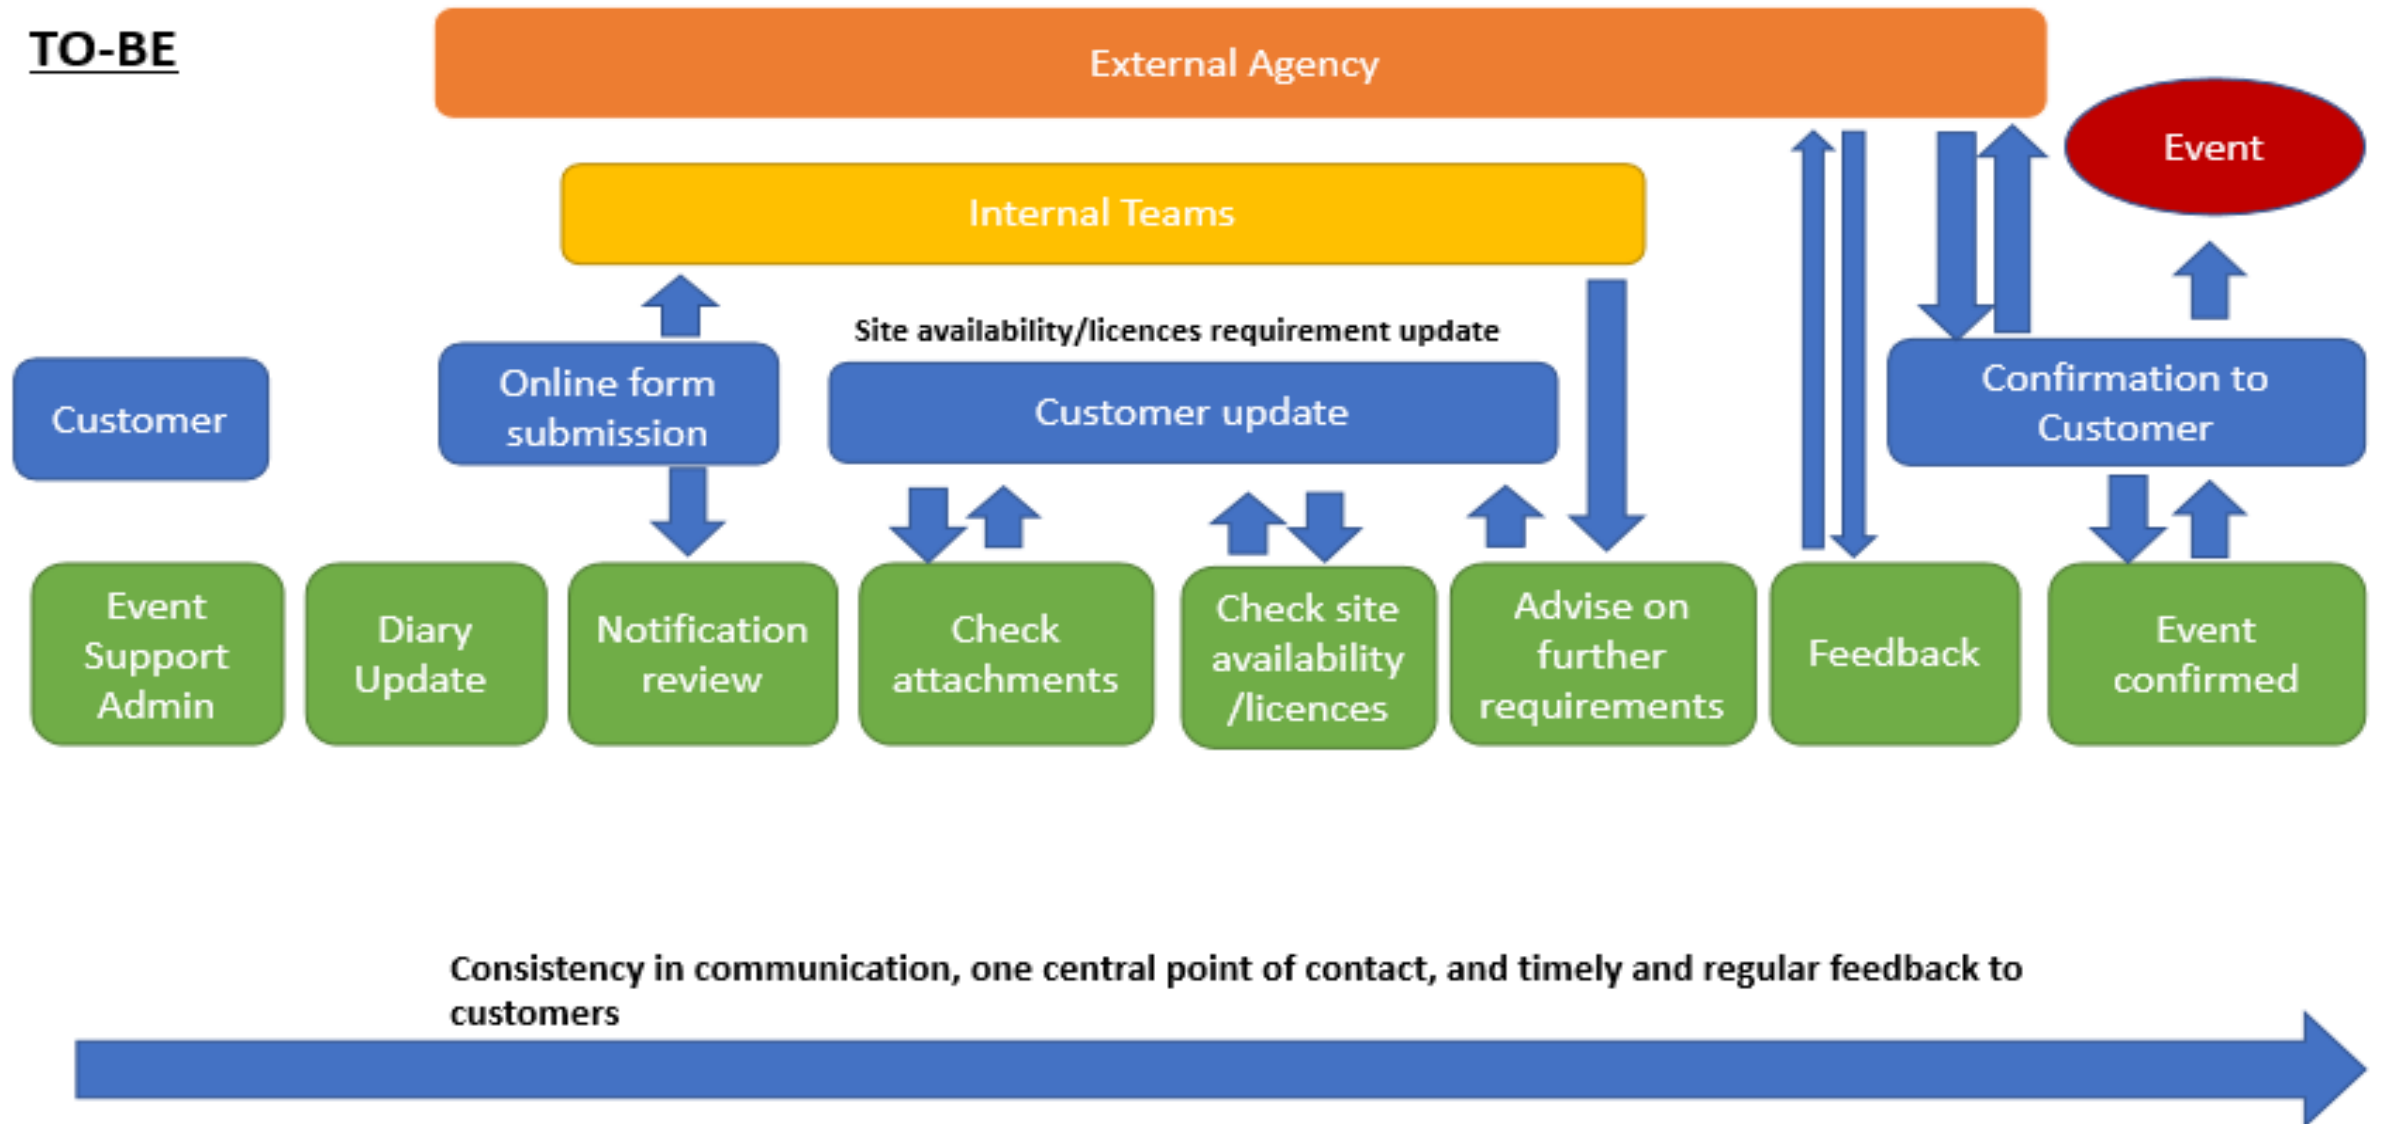 TO-BE
External Agency
Event
Internal Teams
Site availability/licences requirement update
Customer
Online form
submission
Customer update
Confirmation to
Customer
Event
Support
Admin
Diary
Update
Notification
review
Check
attachments
Check site
availability
/licences
Advise on
further
requirements
Feedback
Event
confirmed
Consistency in communication, one central point of contact, and timely and regular feedback to
customers